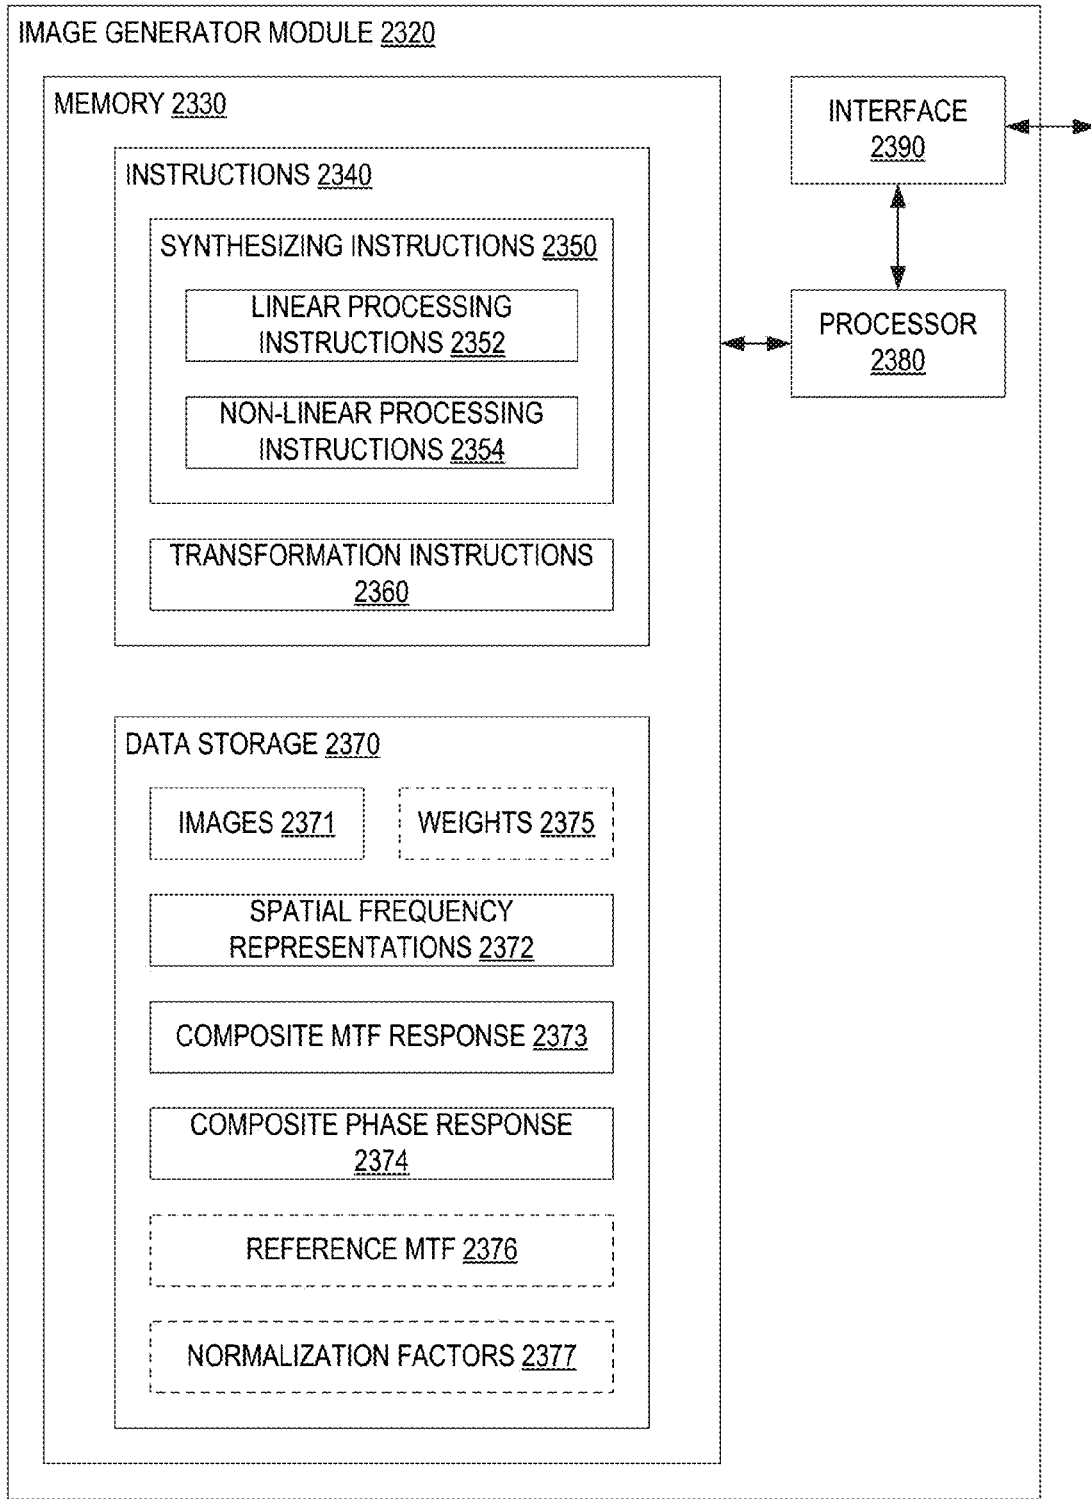 IMAGE GENERATOR MODULE 2320
MEMORY 2330
INSTRUCTIONS 2340
SYNTHESIZING INSTRUCTIONS 2350
LINEAR PROCESSING
INSTRUCTIONS 2352
NON-LINEAR PROCESSING
INSTRUCTIONS 2354
TRANSFORMATION INSTRUCTIONS
2360
DATA STORAGE 2370
IMAGES 2371
WEIGHTS 2375
SPATIAL FREQUENCY
REPRESENTATIONS 2372
COMPOSITE MTF RESPONSE 2373
COMPOSITE PHASE RESPONSE
2374
REFERENCE MTF 2376
NORMALIZATION FACTORS 2377
INTERFACE
2390
PROCESSOR
2380